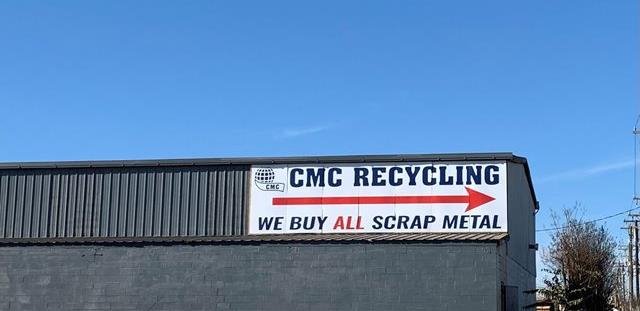 CMC RECYCLING
CMC
WE BUY ALL SCRAP METAL